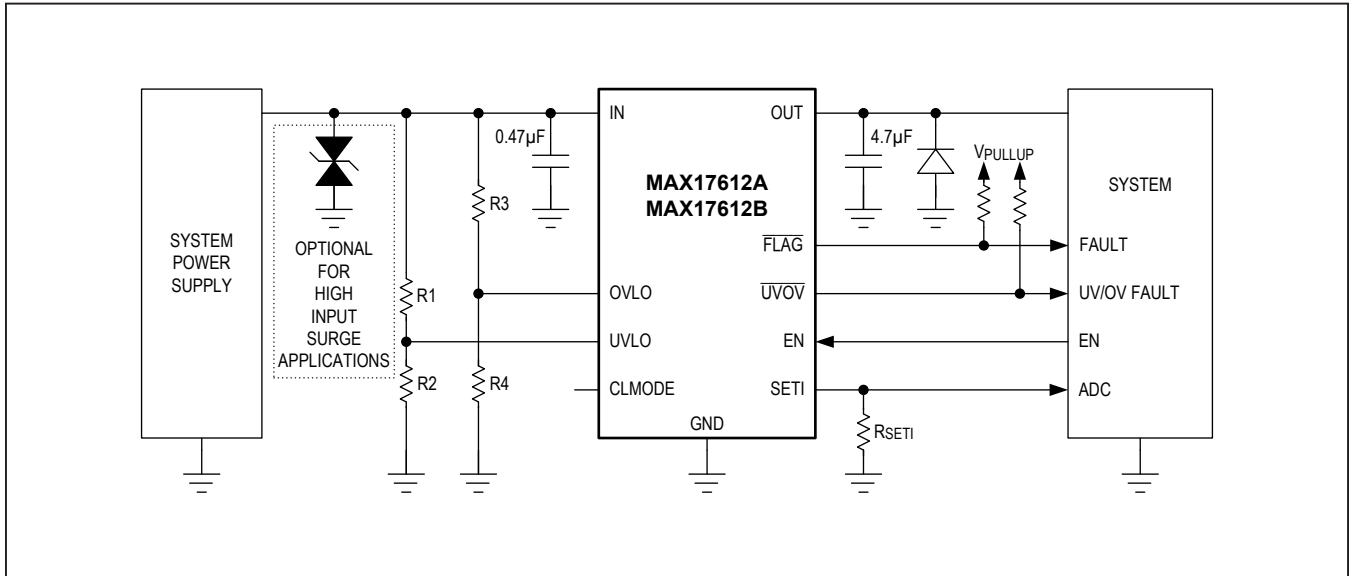 SYSTEM
POWER
SUPPLY
OPTIONAL
FOR
HIGH
INPUT
SURGE
APPLICATIONS
R1
R2
R3
R4
0.47µF
IN
OVLO
UVLO
CLMODE
MAX17612A
MAX17612B
GND
OUT
FLAG
UVOV
EN
SETI
4.7µF
VPULLUP
RSETI
SYSTEM
FAULT
UV/OV FAULT
EN
ADC